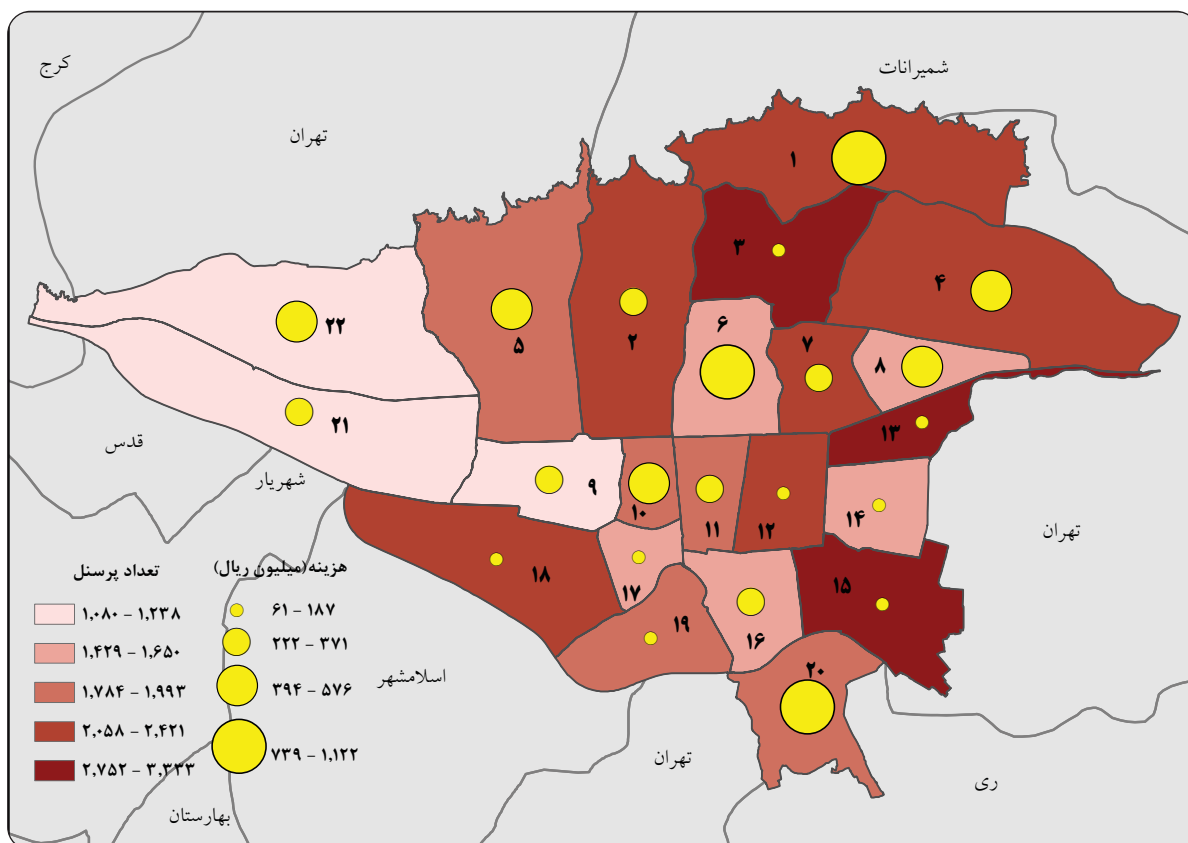 کرج
شمیرانات
تهران
۱
۳
۴
۲۲
۵
۲
۶
۷
۸
۲۱
۱۳
قدس
شهریار
۹
۱۰
۱۱
۱۲
۱۴
تهران
۱۸
۱۷
۱۹
۱۶
۱۵
۲۰
اسلامشهر
تهران
ری
بهارستان
تعداد پرسنل
۱,۰۸۰ – ۱,۲۳۸
۱,۴۲۹ – ۱,۶۵۰
۱,۷۸۴ – ۱,۹۹۳
۲,۰۵۸ – ۲,۴۲۱
۲,۷۵۲ – ۳,۳۳۳
هزینه(میلیون ریال)
۶۱ – ۱۸۷
۲۲۲ – ۳۷۱
۳۹۴ – ۵۷۶
۷۳۹ – ۱,۱۲۲